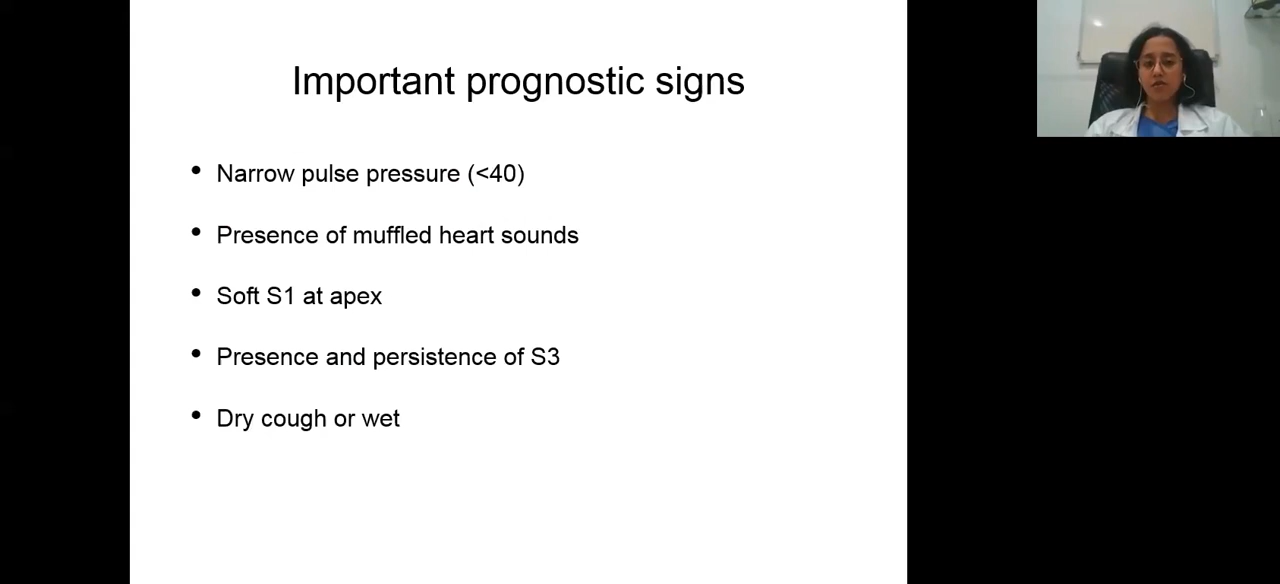 Important prognostic signs
• Narrow pulse pressure (<40)
• Presence of muffled heart sounds
• Soft S1 at apex
• Presence and persistence of S3
• Dry cough or wet